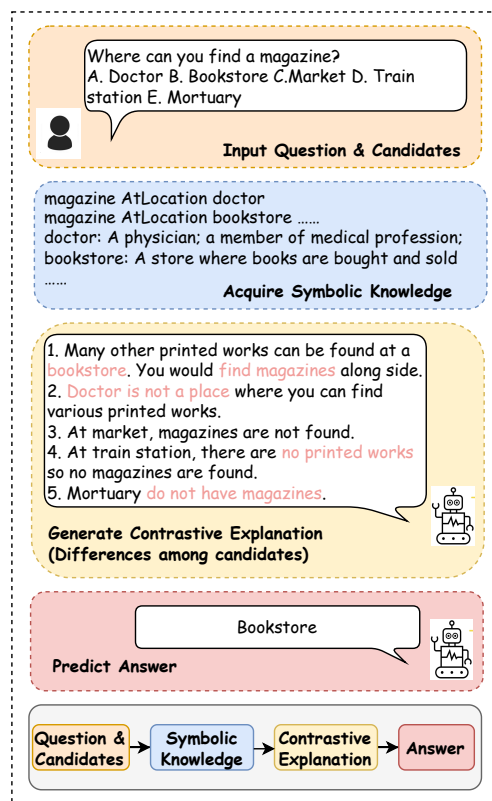 Where can you find a magazine?
A. Doctor B. Bookstore C.Market D. Train
station E. Mortuary
Input Question & Candidates
magazine AtLocation doctor
magazine AtLocation bookstore ......
doctor: A physician; a member of medical profession;
bookstore: A store where books are bought and sold
......
Acquire Symbolic Knowledge
1. Many other printed works can be found at a
bookstore. You would find magazines along side.
2. Doctor is not a place where you can find
various printed works.
3. At market, magazines are not found.
4. At train station, there are no printed works
so no magazines are found.
5. Mortuary do not have magazines.
Generate Contrastive Explanation
(Differences among candidates)
Bookstore
Predict Answer
Question &
Candidates
Symbolic
Knowledge
Contrastive
Explanation
Answer